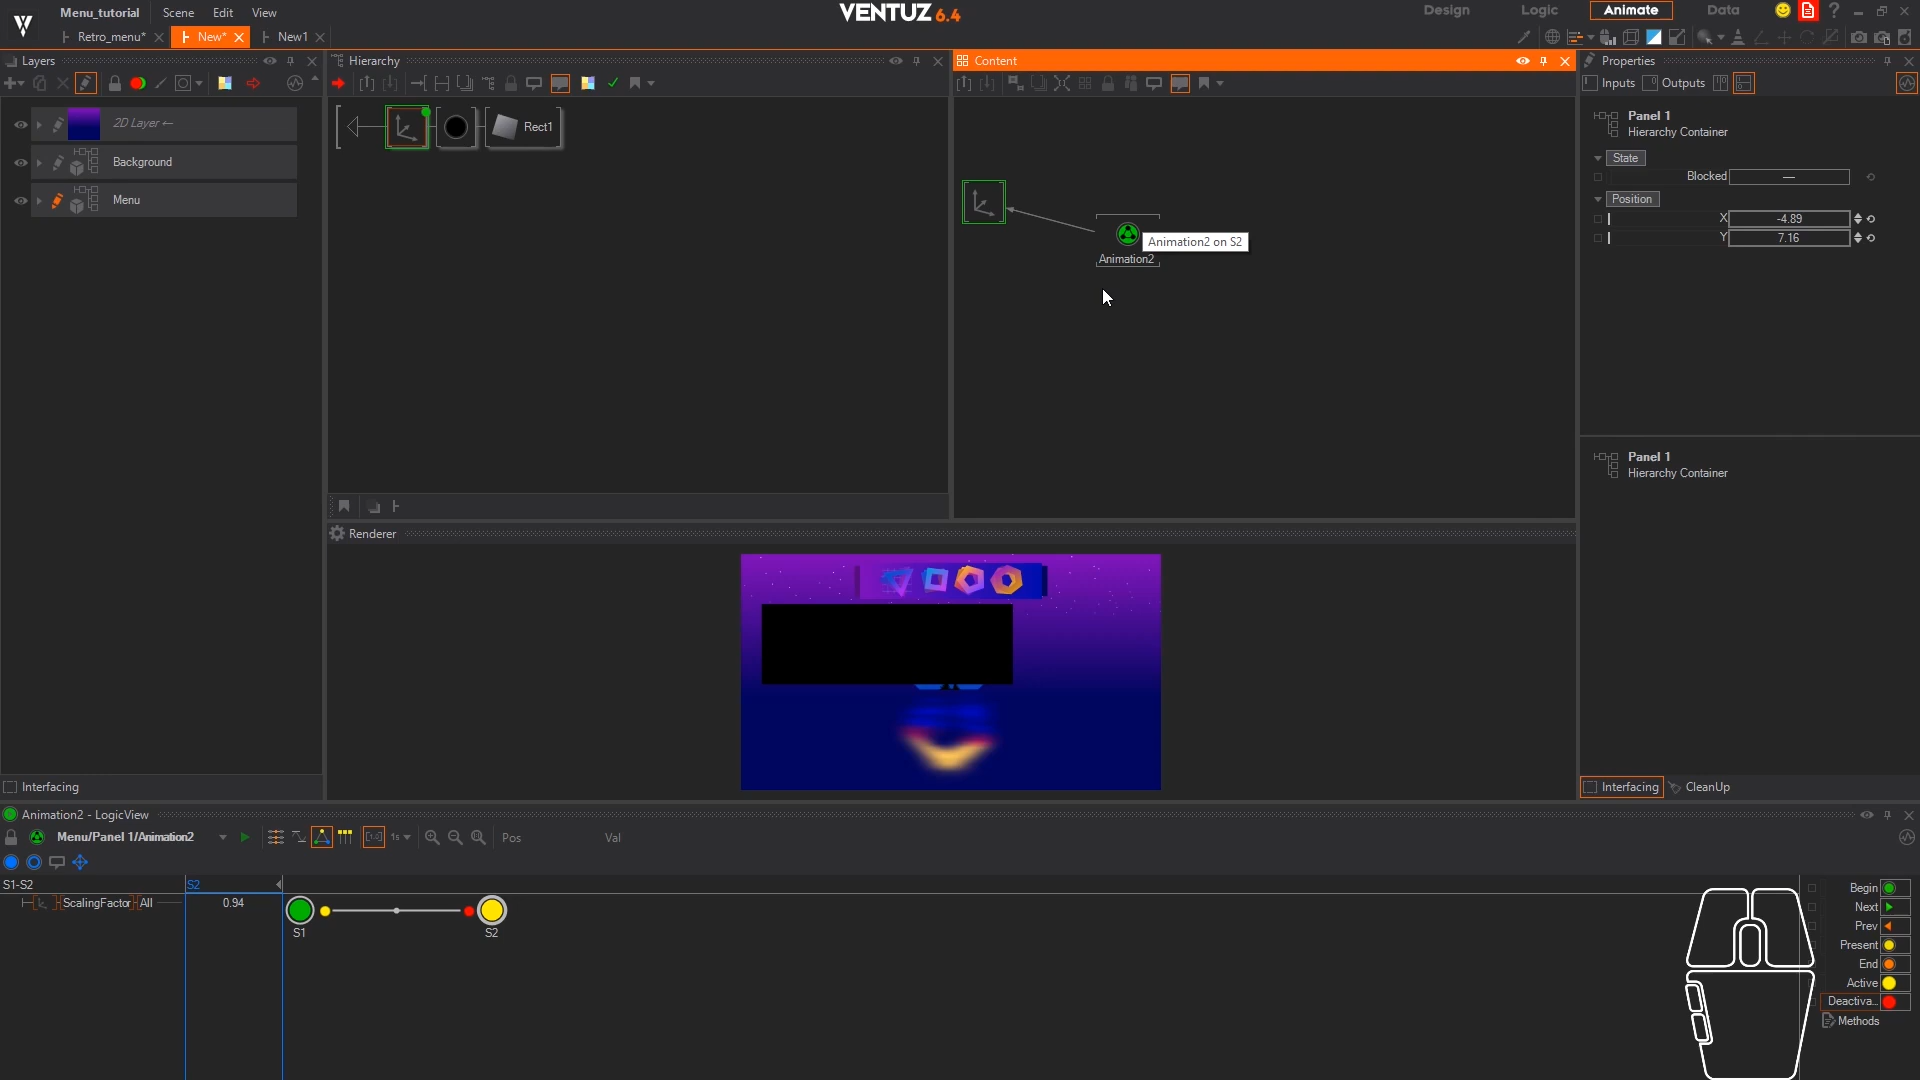 Menu_tutorial
Scene
Edit
View
VENTUZ 6.4
Design
Logic
Animate
Data
Retro_menu*
New*
New1
Layers
Hierarchy
Content
Properties
Inputs
Outputs
1s
2D Layer
Background
Menu
Rect1
Animation2 on S2
Animation2
Panel 1
Hierarchy Container
State
Blocked
Position
X
-4.89
Y
7.16
Panel 1
Hierarchy Container
Renderer
Interfacing
Interfacing
CleanUp
Animation2 - LogicView
Menu/Panel 1/Animation2
Pos
Val
S1-S2
S2
ScalingFactor
All
0.94
S1
S2
Begin
Next
Prev
Present
End
Active
Deactiva...
Methods